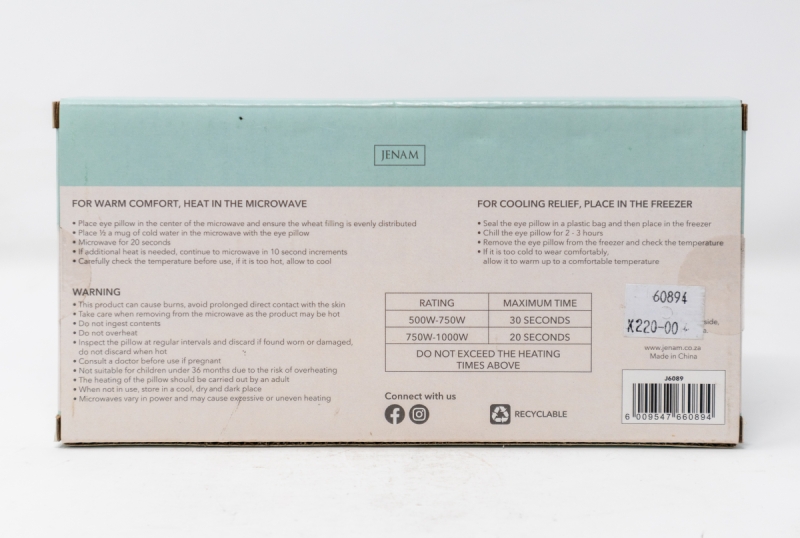 JENAM
FOR WARM COMFORT, HEAT IN THE MICROWAVE
• Place eye pillow in the center of the microwave and ensure the wheat filling is evenly distributed
• Place ½ a mug of cold water in the microwave with the eye pillow
• Microwave for 20 seconds
• If additional heat is needed, continue to microwave in 10 second increments
• Carefully check the temperature before use, if it is too hot, allow to cool
FOR COOLING RELIEF, PLACE IN THE FREEZER
• Seal the eye pillow in a plastic bag and then place in the freezer
• Chill the eye pillow for 2 - 3 hours
• Remove the eye pillow from the freezer and check the temperature
• If it is too cold to wear comfortably,
allow it to warm up to a comfortable temperature
WARNING
• This product can cause burns, avoid prolonged direct contact with the skin
• Take care when removing from the microwave as the product may be hot
• Do not ingest contents
• Do not overheat
• Inspect the pillow at regular intervals and discard if found worn or damaged,
do not discard when hot
• Consult a doctor before use if pregnant
• Not suitable for children under 36 months due to the risk of overheating
• The heating of the pillow should be carried out by an adult
• When not in use, store in a cool, dry and dark place
• Microwaves vary in power and may cause excessive or uneven heating
RATING MAXIMUM TIME
500W-750W 30 SECONDS
750W-1000W 20 SECONDS
DO NOT EXCEED THE HEATING
TIMES ABOVE
Connect with us
RECYCLABLE
60894
X220-00
side,
www.jenam.co.za
Made in China
J6089
6 009547 660894